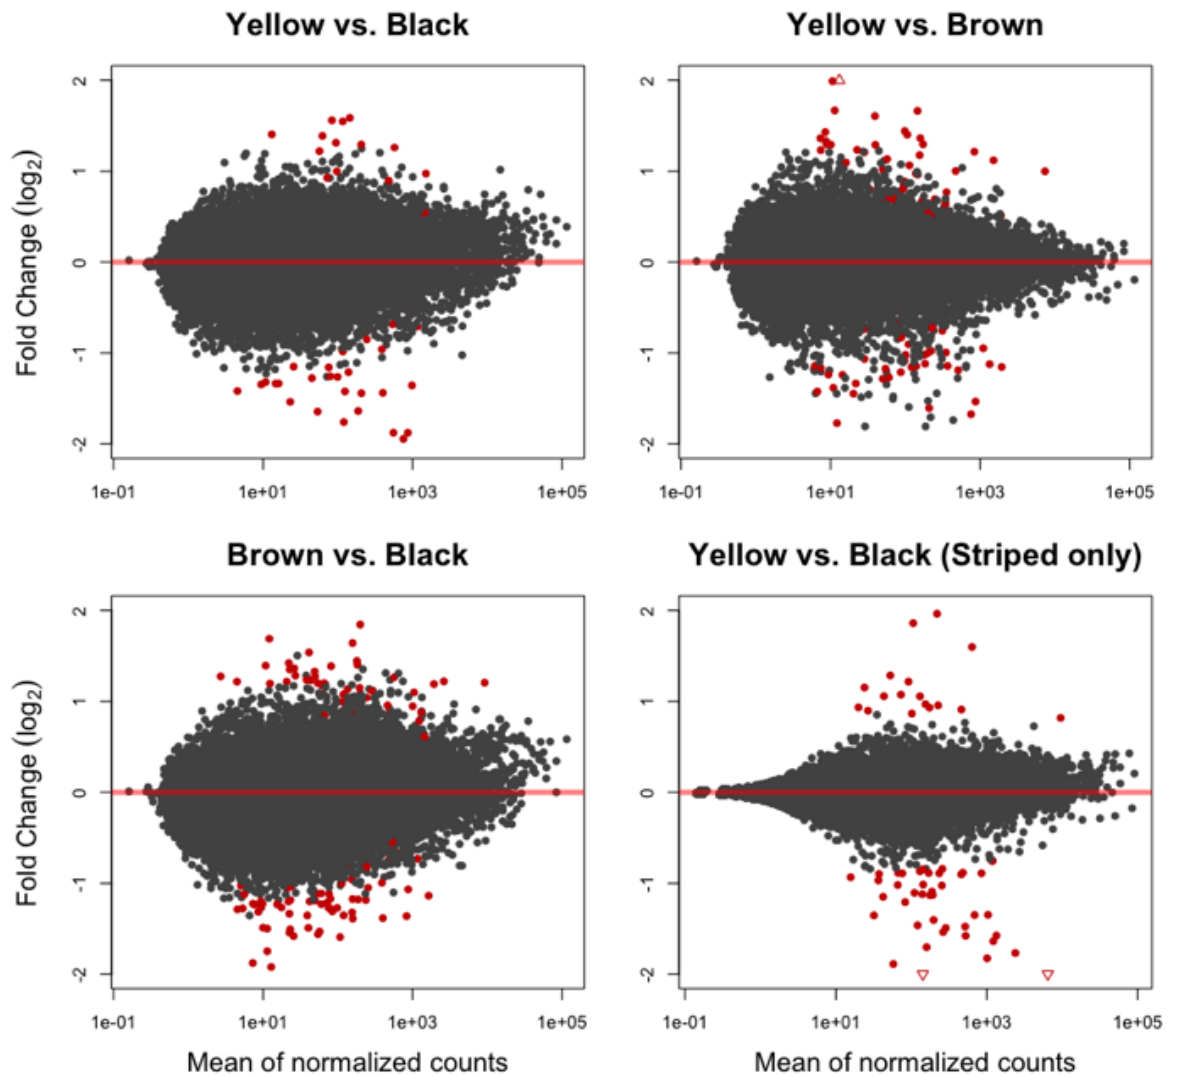 Yellow vs. Black
Yellow vs. Brown
Fold Change (log2)
2
1
0
-1
-2
1e-01 1e+01 1e+03 1e+05
2
1
0
-1
-2
1e-01 1e+01 1e+03 1e+05
Brown vs. Black
Yellow vs. Black (Striped only)
Fold Change (log2)
2
1
0
-1
-2
1e-01 1e+01 1e+03 1e+05
Mean of normalized counts
2
1
0
-1
-2
1e-01 1e+01 1e+03 1e+05
Mean of normalized counts